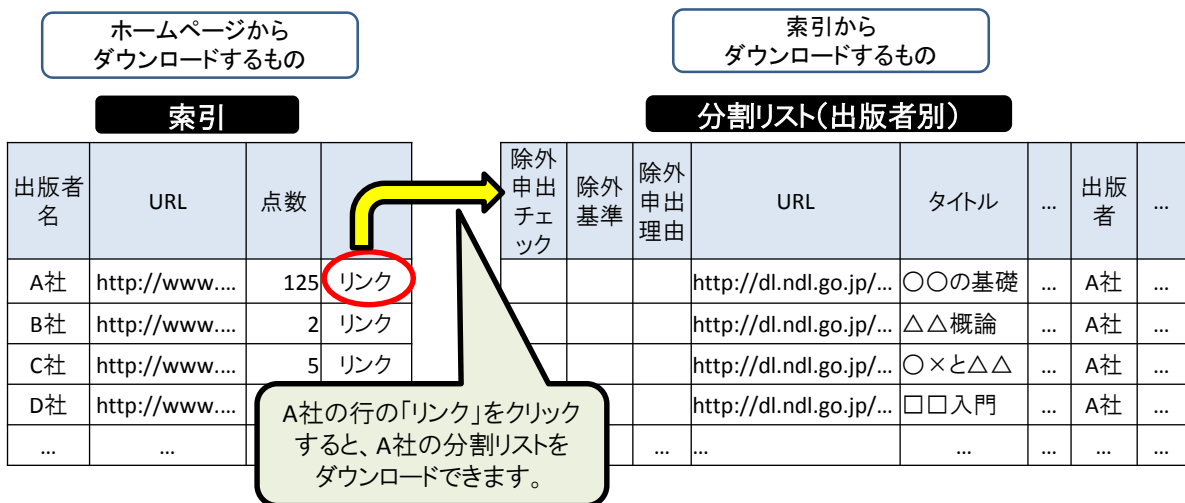 ホームページから
ダウンロードするもの
索引から
ダウンロードするもの
索引
分割リスト(出版者別)
出版者
名
URL
点数
除外
申出
チェ
ック
除外
基準
除外
申出
理由
URL
タイトル
...
出版
者
...
A社 http://www.... 125 リンク
http://dl.ndl.go.jp/... 〇〇の基礎 ... A社 ...
B社 http://www.... 2 リンク
http://dl.ndl.go.jp/... △△概論 ... A社 ...
C社 http://www.... 5 リンク
http://dl.ndl.go.jp/... 〇×と△△ ... A社 ...
D社 http://www....
http://dl.ndl.go.jp/... □□入門 ... A社 ...
... ...
... ... ... ... ... ...
A社の行の「リンク」をクリック
すると、A社の分割リストを
ダウンロードできます。